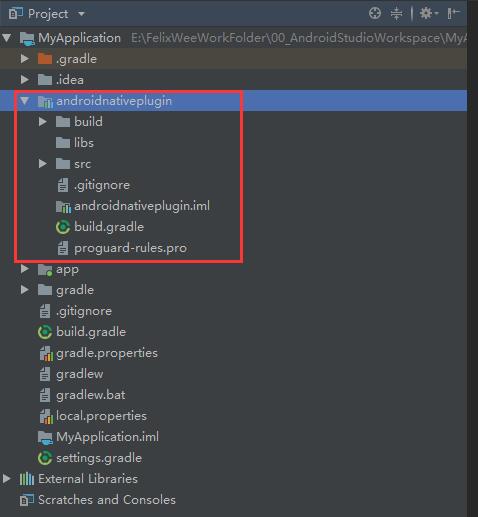 Project
MyApplication E:\FelixWeeWorkFolder\00_AndroidStudioWorkspace\MyA
.gradle
.idea
androidnativeplugin
build
libs
src
.gitignore
androidnativeplugin.iml
build.gradle
proguard-rules.pro
app
gradle
.gitignore
build.gradle
gradle.properties
gradlew
gradlew.bat
local.properties
MyApplication.iml
settings.gradle
External Libraries
Scratches and Consoles